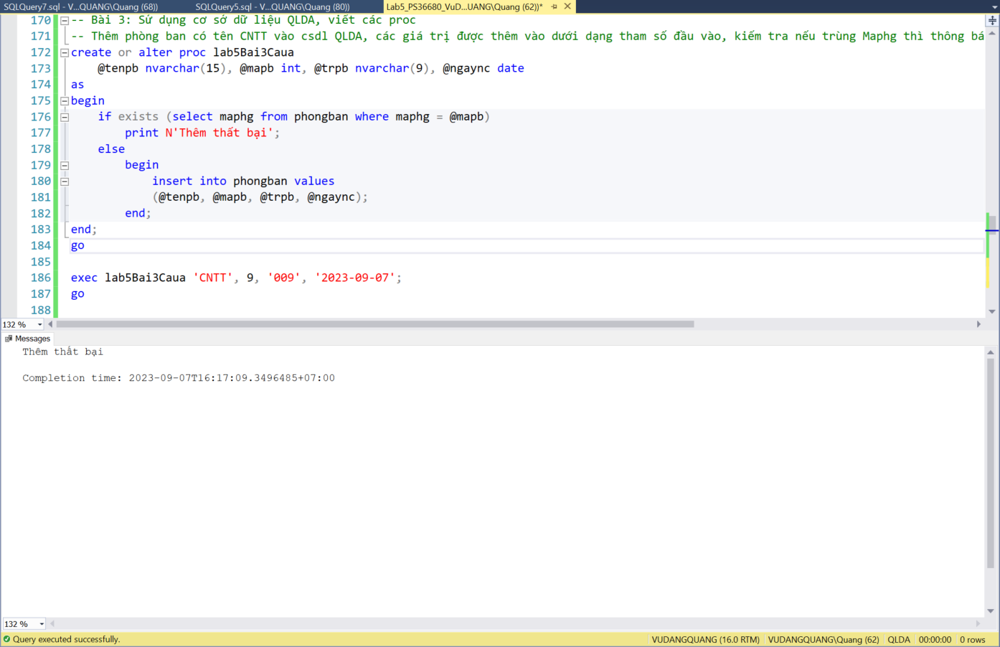 SQLQuery7.sql - V...QUANG\Quang (68))
SQLQuery5.sql - V...QUANG\Quang (80))
Lab5_PS36680_VuD...UANG\Quang (62))*
170 -- Bài 3: Sử dụng cơ sở dữ liệu QLDA, viết các proc
171 -- Thêm phòng ban có tên CNTT vào csdl QLDA, các giá trị được thêm vào dưới dạng tham số đầu vào, kiếm tra nếu trùng Maphg thì thông bá
172 create or alter proc lab5Bai3Caua
173 @tenpb nvarchar(15), @mapb int, @trpb nvarchar(9), @ngaync date
174 as
175 begin
176 if exists (select maphg from phongban where maphg = @mapb)
177 print N'Thêm thất bại';
178 else
179 begin
180 insert into phongban values
181 (@tenpb, @mapb, @trpb, @ngaync);
182 end;
183 end;
184 go
185
186 exec lab5Bai3Caua 'CNTT', 9, '009', '2023-09-07';
187 go
188
132 %
Messages
Thêm thất bại
Completion time: 2023-09-07T16:17:09.3496485+07:00
132 %
Query executed successfully.
VUDANGQUANG (16.0 RTM)
VUDANGQUANG\Quang (62)
QLDA
00:00:00
0 rows